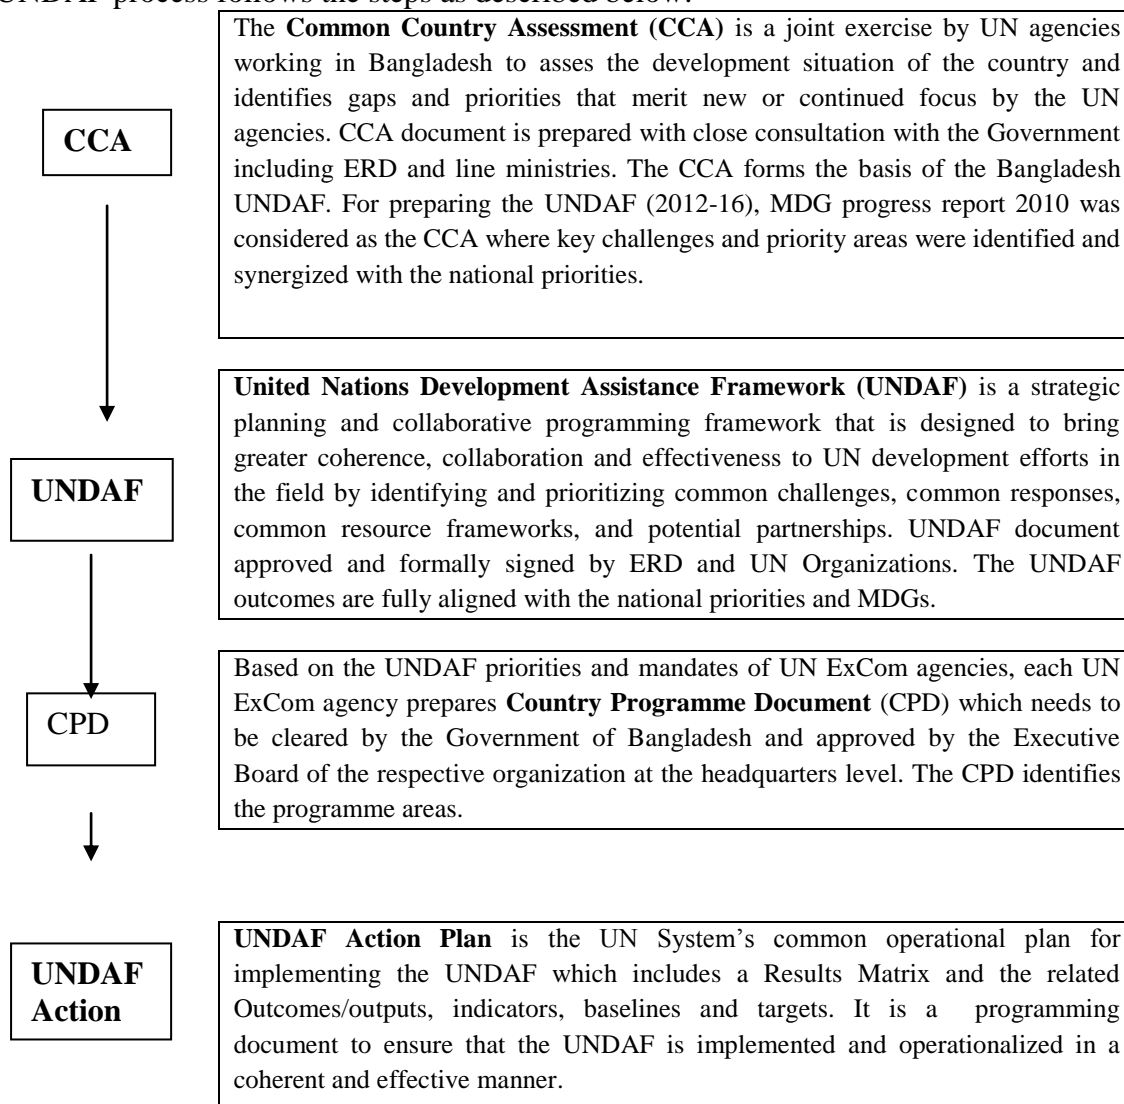 UNDAF process follows the steps as described below:
The Common Country Assessment (CCA) is a joint exercise by UN agencies
working in Bangladesh to asses the development situation of the country and
identifies gaps and priorities that merit new or continued focus by the UN
agencies. CCA document is prepared with close consultation with the Government
including ERD and line ministries. The CCA forms the basis of the Bangladesh
UNDAF. For preparing the UNDAF (2012-16), MDG progress report 2010 was
considered as the CCA where key challenges and priority areas were identified and
synergized with the national priorities.
CCA
United Nations Development Assistance Framework (UNDAF) is a strategic
planning and collaborative programming framework that is designed to bring
greater coherence, collaboration and effectiveness to UN development efforts in
the field by identifying and prioritizing common challenges, common responses,
common resource frameworks, and potential partnerships. UNDAF document
approved and formally signed by ERD and UN Organizations. The UNDAF
outcomes are fully aligned with the national priorities and MDGs.
UNDAF
Based on the UNDAF priorities and mandates of UN ExCom agencies, each UN
ExCom agency prepares Country Programme Document (CPD) which needs to
be cleared by the Government of Bangladesh and approved by the Executive
Board of the respective organization at the headquarters level. The CPD identifies
the programme areas.
CPD
UNDAF Action Plan is the UN System's common operational plan for
implementing the UNDAF which includes a Results Matrix and the related
Outcomes/outputs, indicators, baselines and targets. It is a programming
document to ensure that the UNDAF is implemented and operationalized in a
coherent and effective manner.
UNDAF
Action